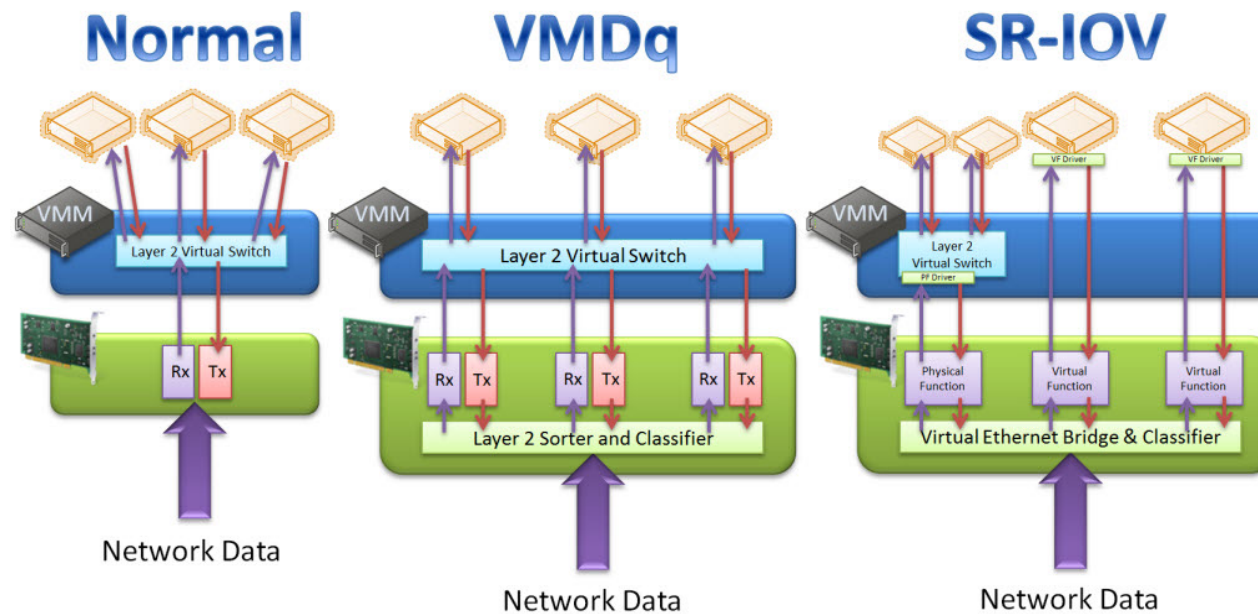 Normal
VMM
Layer 2 Virtual Switch
Rx
Tx
Network Data
VMDq
VMM
Layer 2 Virtual Switch
Rx
Tx
Rx
Tx
Rx
Tx
Layer 2 Sorter and Classifier
Network Data
SR-IOV
VF Driver
VF Driver
VMM
Layer 2
Virtual Switch
PF Driver
Physical
Function
Virtual
Function
Virtual
Function
Virtual Ethernet Bridge & Classifier
Network Data